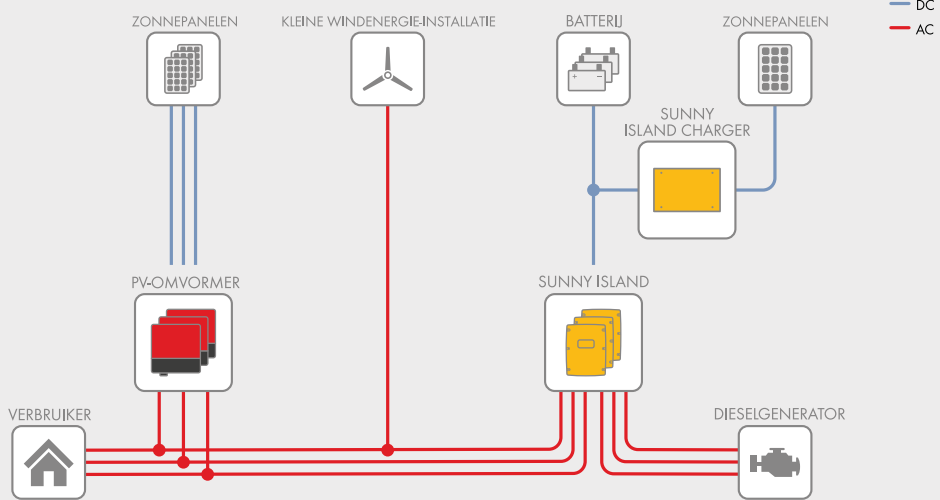 ZONNEPANELEN
KLEINE WINDENERGIE-INSTALLATIE
BATTERIJ
ZONNEPANELEN
DC
AC
SUNNY
ISLAND CHARGER
PV-OMVORMER
SUNNY ISLAND
VERBRUIKER
DIESELGENERATOR